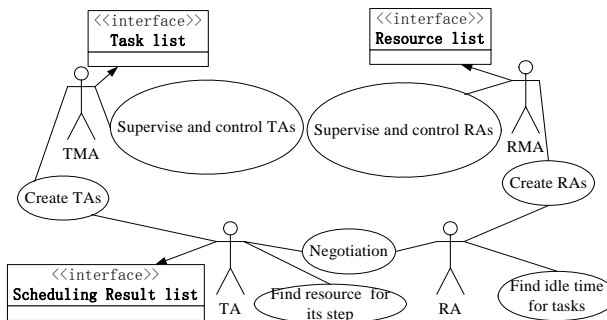 <<interface>>
Task list
<<interface>>
Resource list
Supervise and control TAs
Supervise and control RAs
TMA
RMA
Create TAs
Create RAs
Negotiation
<<interface>>
Scheduling Result list
TA
Find resource for
its step
RA
Find idle time
for tasks